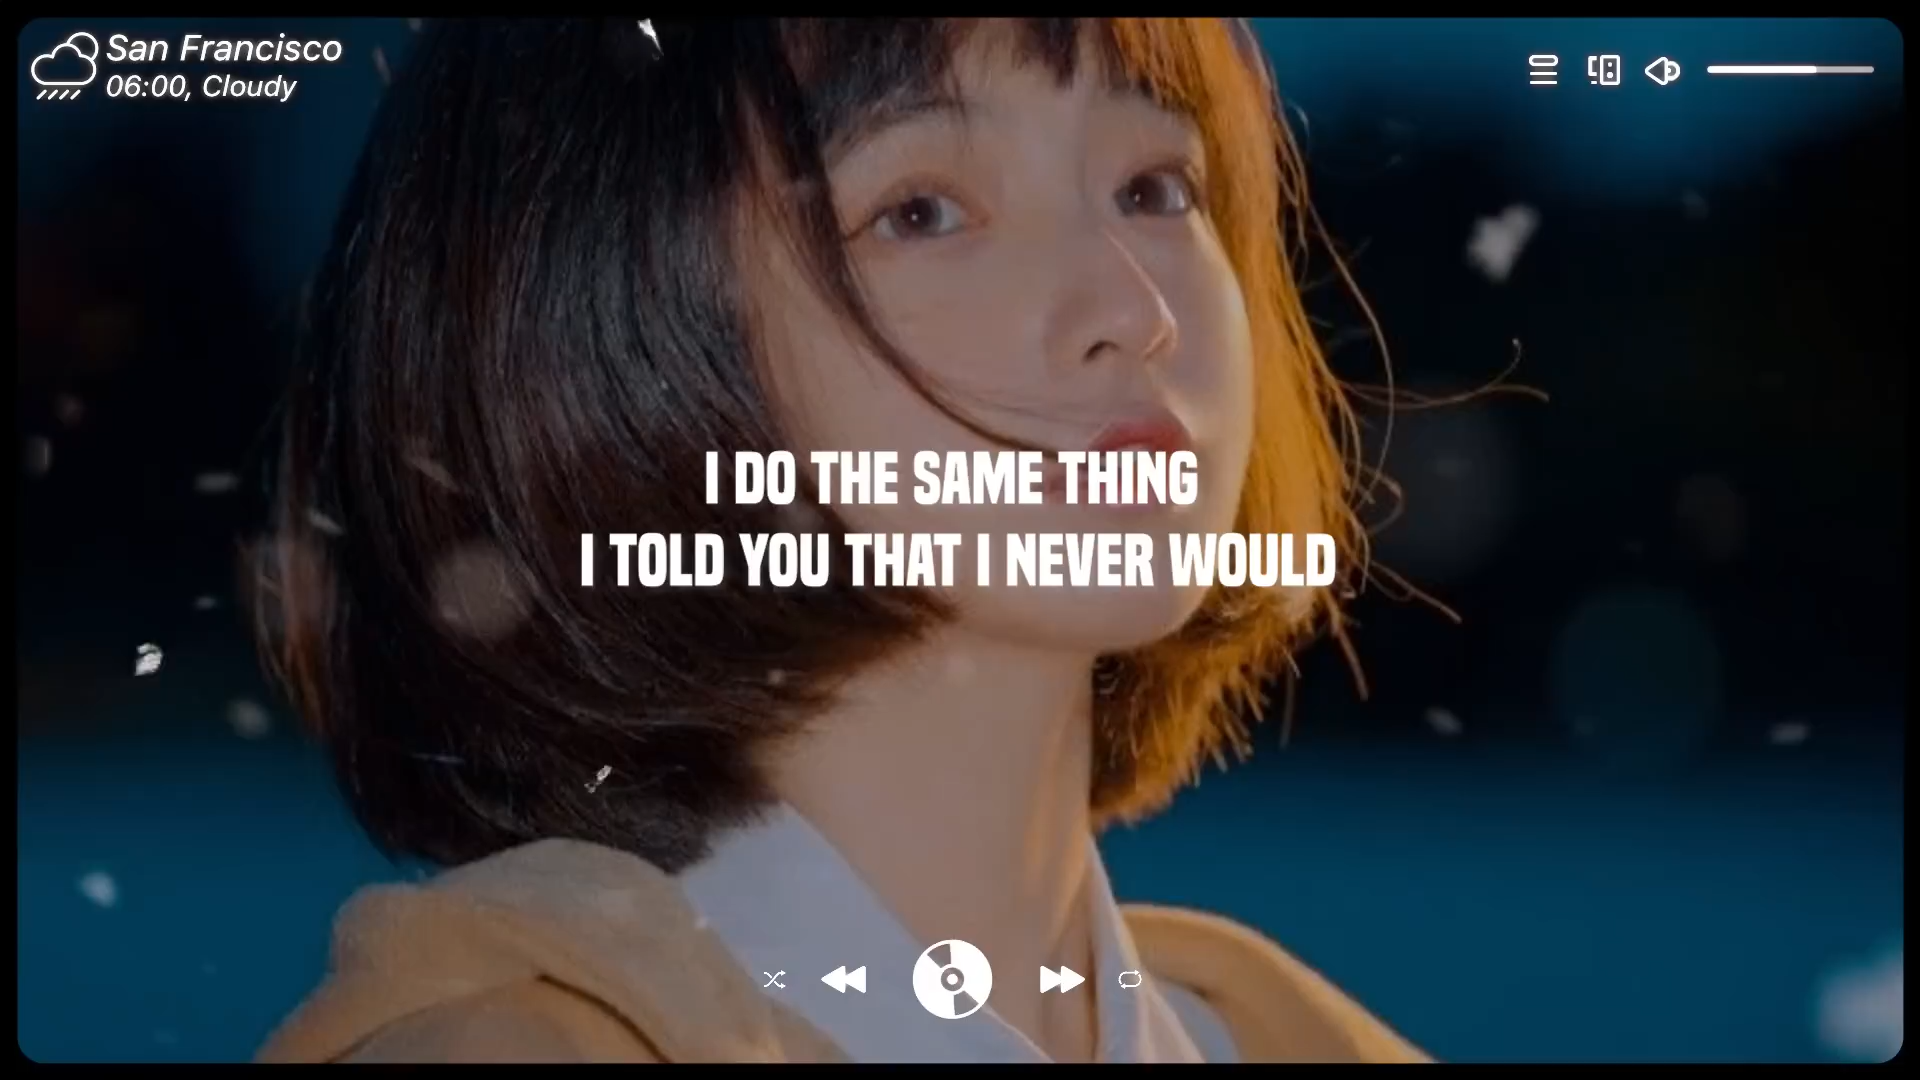 San Francisco
06:00, Cloudy
I DO THE SAME THING
I TOLD YOU THAT I NEVER WOULD